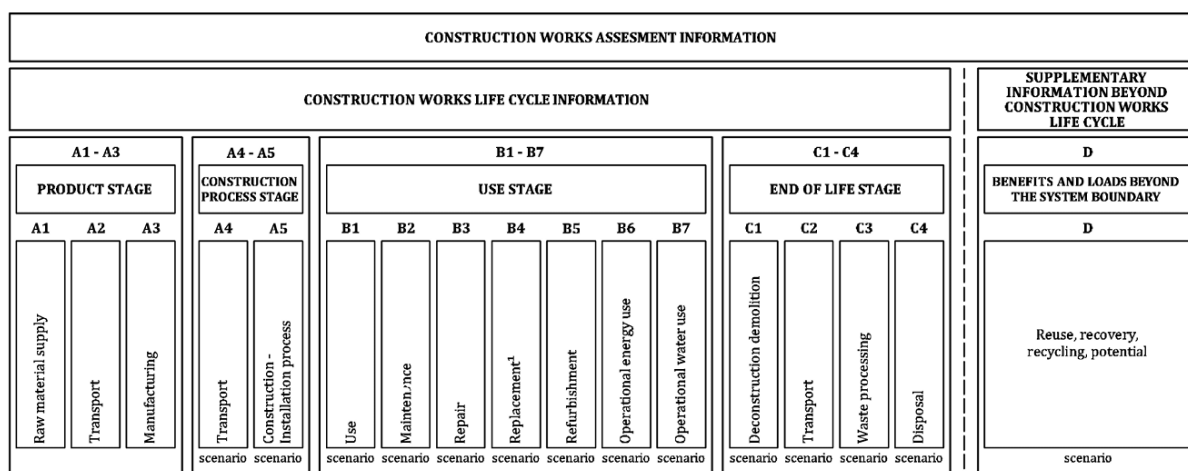 CONSTRUCTION WORKS ASSESMENT INFORMATION
CONSTRUCTION WORKS LIFE CYCLE INFORMATION
SUPPLEMENTARY
INFORMATION BEYOND
CONSTRUCTION WORKS
LIFE CYCLE
A1 - A3
PRODUCT STAGE
A1 A2 A3
Raw material supply
Transport
Manufacturing
A4 - A5
CONSTRUCTION
PROCESS STAGE
A4 A5
Transport
Construction -
Installation process
scenario scenario
B1 - B7
USE STAGE
B1 B2 B3 B4 B5 B6 B7
Use
Maintenance
Repair
Replacement¹
Refurbishment
Operational energy use
Operational water use
scenario scenario scenario scenario scenario scenario scenario
C1 - C4
END OF LIFE STAGE
C1 C2 C3 C4
Deconstruction demolition
Transport
Waste processing
Disposal
scenario scenario scenario scenario
D
BENEFITS AND LOADS BEYOND
THE SYSTEM BOUNDARY
D
Reuse, recovery,
recycling, potential
scenario